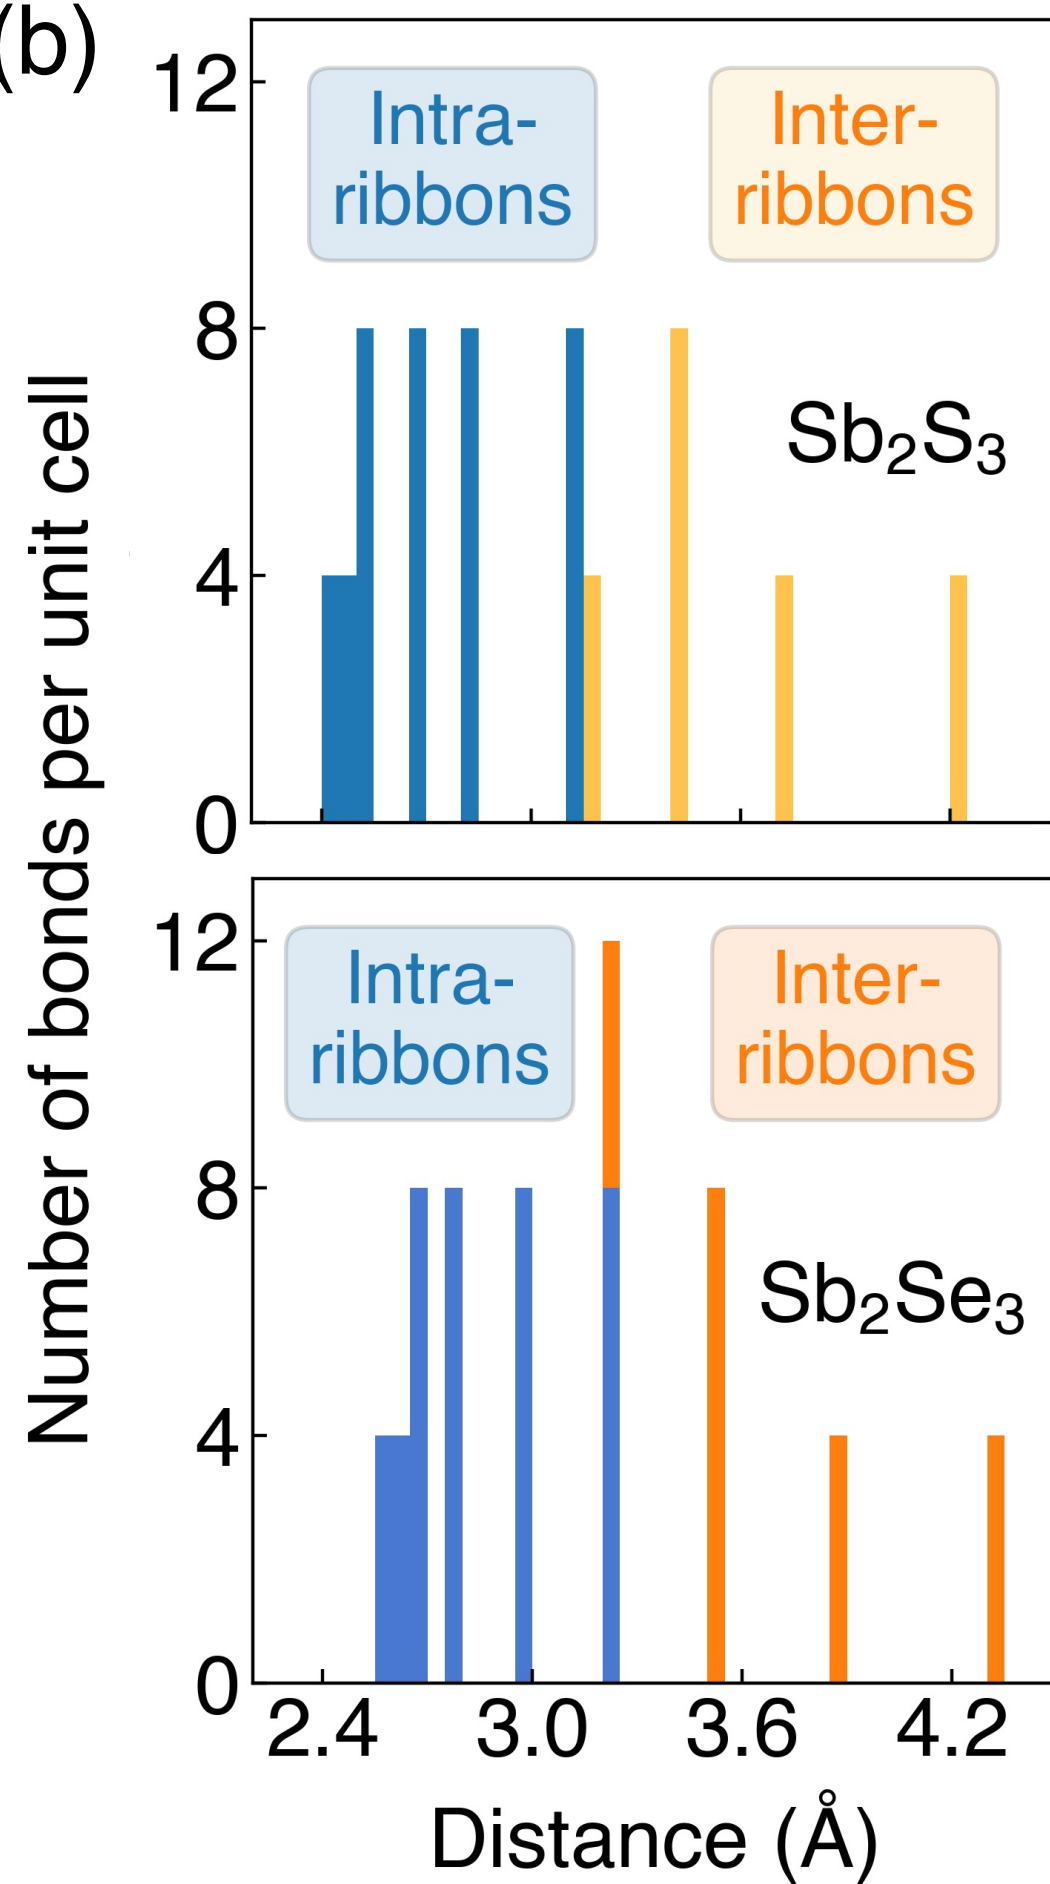 (b)
12
Intra-
ribbons
Inter-
ribbons
8
Sb₂S₃
4
0
Number of bonds per unit cell
12
Intra-
ribbons
Inter-
ribbons
8
Sb₂Se₃
4
0
2.4 3.0 3.6 4.2
Distance (Å)